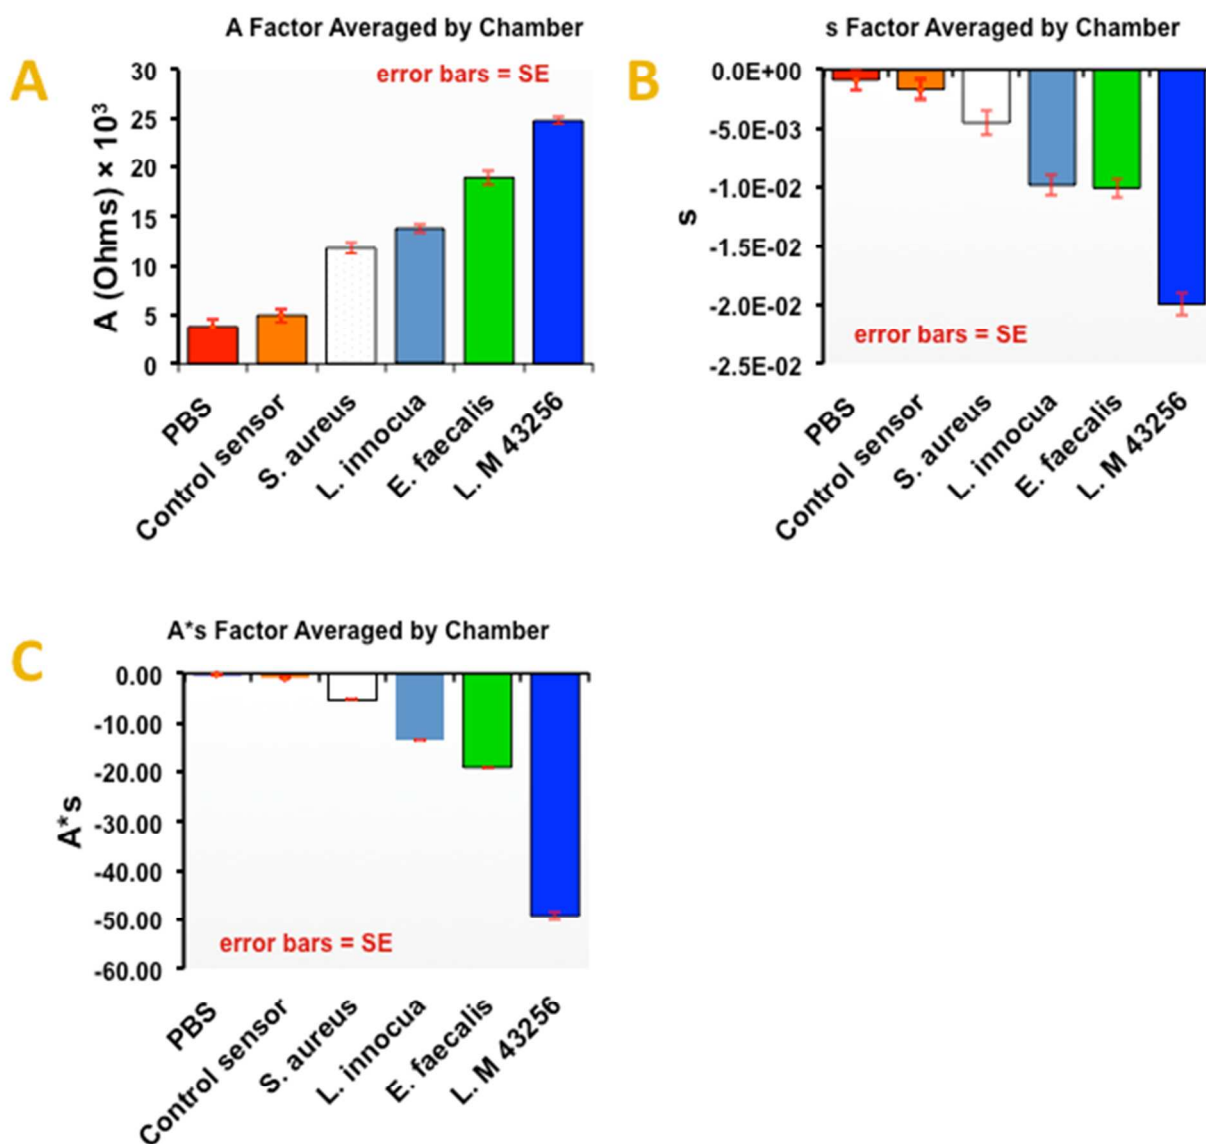 A
A Factor Averaged by Chamber
error bars = SE
A (Ohms) × 10³
30
25
20
15
10
5
0
PBS
Control sensor
S. aureus
L. innocua
E. faecalis
L. M 43256
B
s Factor Averaged by Chamber
s
0.0E+00
-5.0E-03
-1.0E-02
-1.5E-02
-2.0E-02
-2.5E-02
error bars = SE
PBS
Control sensor
S. aureus
L. innocua
E. faecalis
L. M 43256
C
A*s Factor Averaged by Chamber
A*s
0.00
-10.00
-20.00
-30.00
-40.00
-50.00
-60.00
error bars = SE
PBS
Control sensor
S. aureus
L. innocua
E. faecalis
L. M 43256